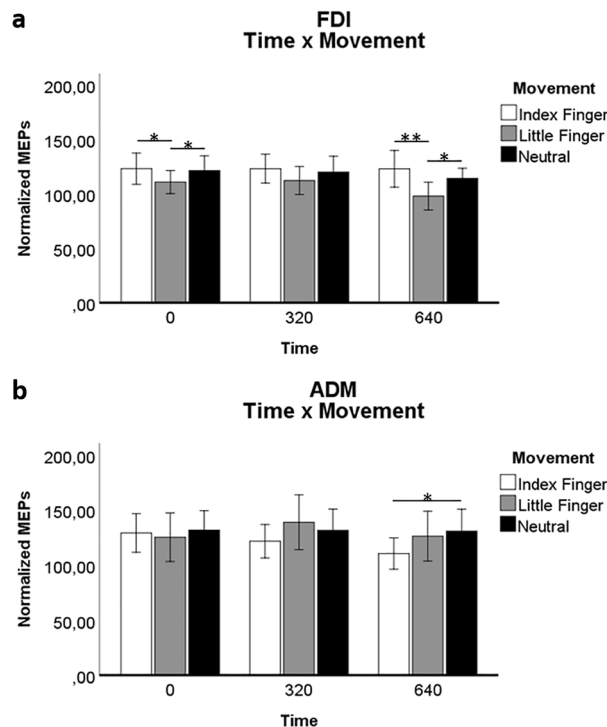 a
FDI
Time x Movement
Normalized MEPs
200,00
150,00
100,00
50,00
,00
* * ** *
0 320 640
Time
Movement
Index Finger
Little Finger
Neutral
b
ADM
Time x Movement
Normalized MEPs
200,00
150,00
100,00
50,00
,00
*
0 320 640
Time
Movement
Index Finger
Little Finger
Neutral